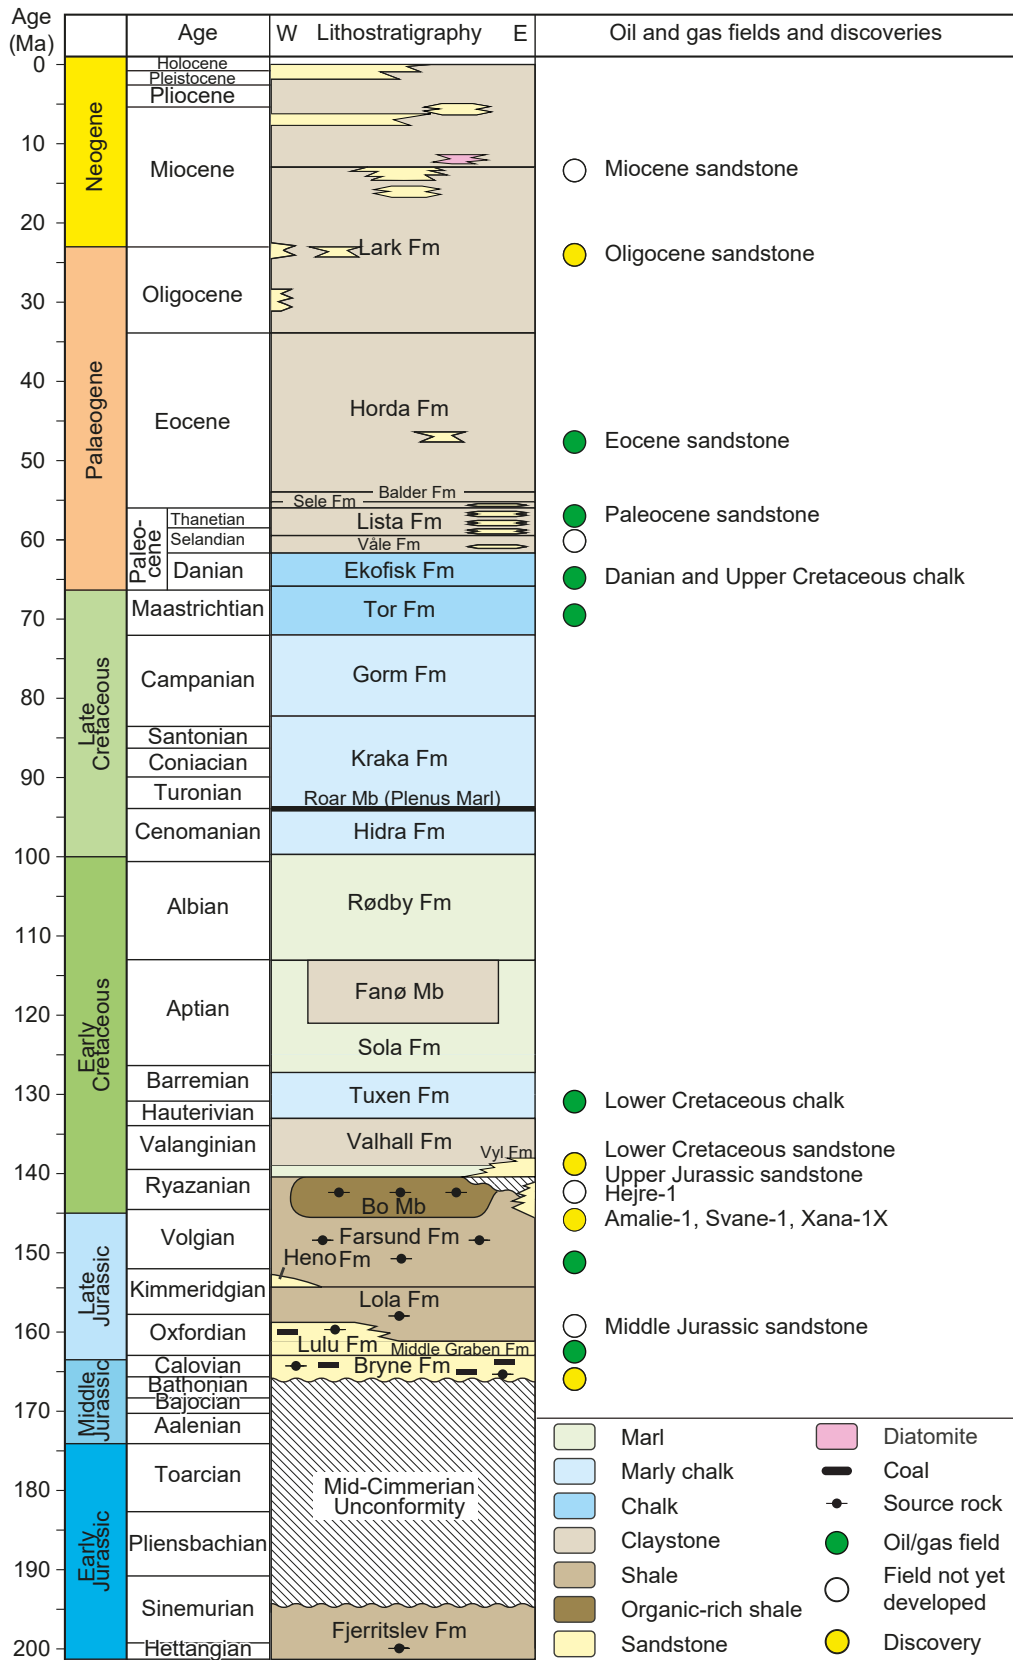 Age
(Ma)
Age
W Lithostratigraphy E
Oil and gas fields and discoveries
0
10
20
30
40
50
60
70
80
90
100
110
120
130
140
150
160
170
180
190
200
Neogene
Palaeogene
Late
Cretaceous
Early
Cretaceous
Late
Jurassic
Middle
Jurassic
Early
Jurassic
Holocene
Pleistocene
Pliocene
Miocene
Oligocene
Eocene
Paleo-
cene
Thanetian
Selandian
Danian
Maastrichtian
Campanian
Santonian
Coniacian
Turonian
Cenomanian
Albian
Aptian
Barremian
Hauterivian
Valanginian
Ryazanian
Volgian
Kimmeridgian
Oxfordian
Calovian
Bathonian
Bajocian
Aalenian
Toarcian
Pliensbachian
Sinemurian
Hettangian
Lark Fm
Horda Fm
Balder Fm
Sele Fm
Lista Fm
Våle Fm
Ekofisk Fm
Tor Fm
Gorm Fm
Kraka Fm
Roar Mb (Plenus Marl)
Hidra Fm
Rødby Fm
Fanø Mb
Sola Fm
Tuxen Fm
Valhall Fm
Vyl Fm
Bo Mb
Farsund Fm
Heno Fm
Lola Fm
Lulu Fm
Middle Graben Fm
Bryne Fm
Mid-Cimmerian
Unconformity
Fjerritslev Fm
Miocene sandstone
Oligocene sandstone
Eocene sandstone
Paleocene sandstone
Danian and Upper Cretaceous chalk
Lower Cretaceous chalk
Lower Cretaceous sandstone
Upper Jurassic sandstone
Hejre-1
Amalie-1, Svane-1, Xana-1X
Middle Jurassic sandstone
Marl
Marly chalk
Chalk
Claystone
Shale
Organic-rich shale
Sandstone
Diatomite
Coal
Source rock
Oil/gas field
Field not yet
developed
Discovery